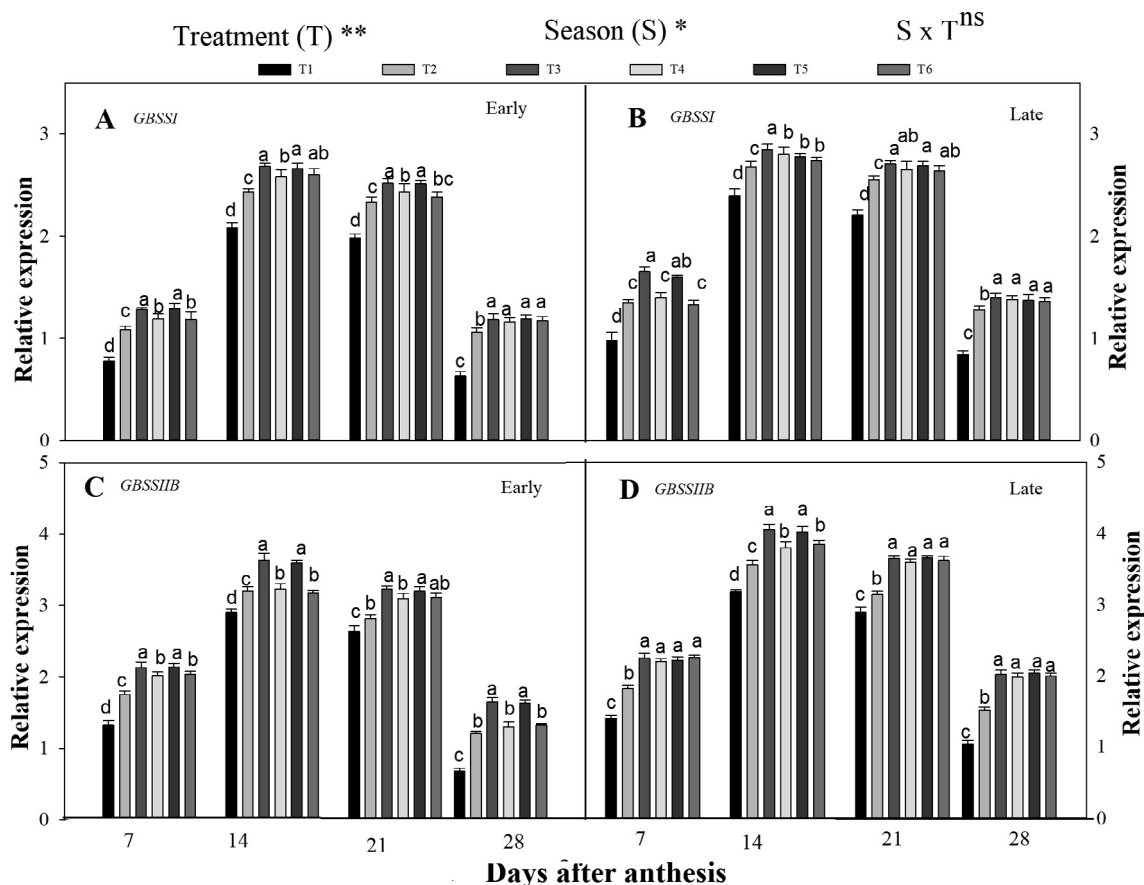 Treatment (T) ** Season (S) * S x T^ns
T1 T2 T3 T4 T5 T6
A GBSSI Early
B GBSSI Late
Relative expression
3
2
1
0
d c a b a b
d c a b a ab
d c a b a bc
c b a a a a
d c a c ab c
d c a b b b
d c a ab a ab
c b a a a a
3
2
1
0
Relative expression
C GBSSIIB Early
D GBSSIIB Late
Relative expression
5
4
3
2
1
0
d c a b a b
d c a b a b
c b a b a ab
c b a b a b
c b a a a a
d c a b a b
c b a a a a
c b a a a a
5
4
3
2
1
0
Relative expression
7 14 21 28 7 14 21 28
Days after anthesis